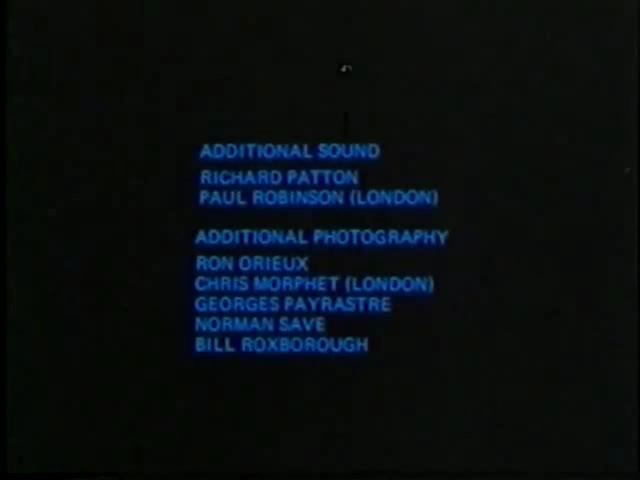 ADDITIONAL SOUND
RICHARD PATTON
PAUL ROBINSON (LONDON)
ADDITIONAL PHOTOGRAPHY
RON ORIEUX
CHRIS MORPHET (LONDON)
GEORGES PAYRASTRE
NORMAN SAVE
BILL ROXBOROUGH